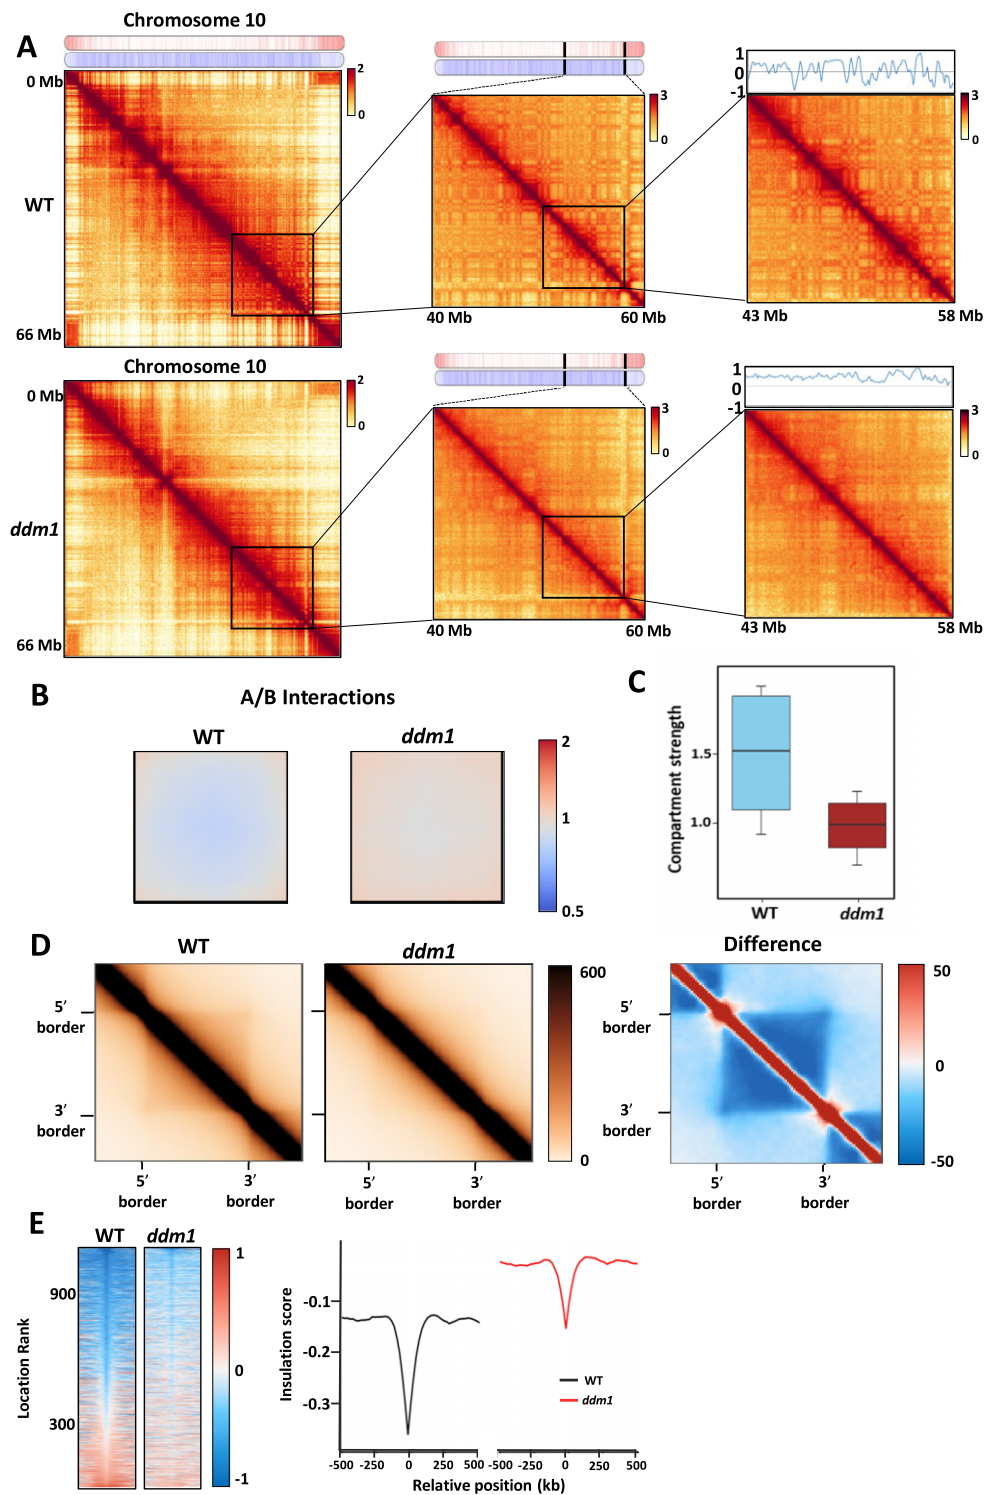 A
Chromosome 10
0 Mb
WT
66 Mb
2
0
3
0
40 Mb
60 Mb
1
0
-1
3
0
43 Mb
58 Mb
Chromosome 10
0 Mb
ddm1
66 Mb
2
0
3
0
40 Mb
60 Mb
1
0
-1
3
0
43 Mb
58 Mb
B
A/B Interactions
WT
ddm1
2
1
0.5
C
Compartment strength
1.5
1.0
WT
ddm1
D
WT
ddm1
Difference
5'
border
3'
border
5'
border
3'
border
5'
border
3'
border
600
0
5'
border
3'
border
5'
border
3'
border
50
0
-50
E
WT
ddm1
Location Rank
900
300
1
0
-1
Insulation score
-0.1
-0.2
-0.3
WT
ddm1
-500
-250
0
250
500
-500
-250
0
250
500
Relative position (kb)